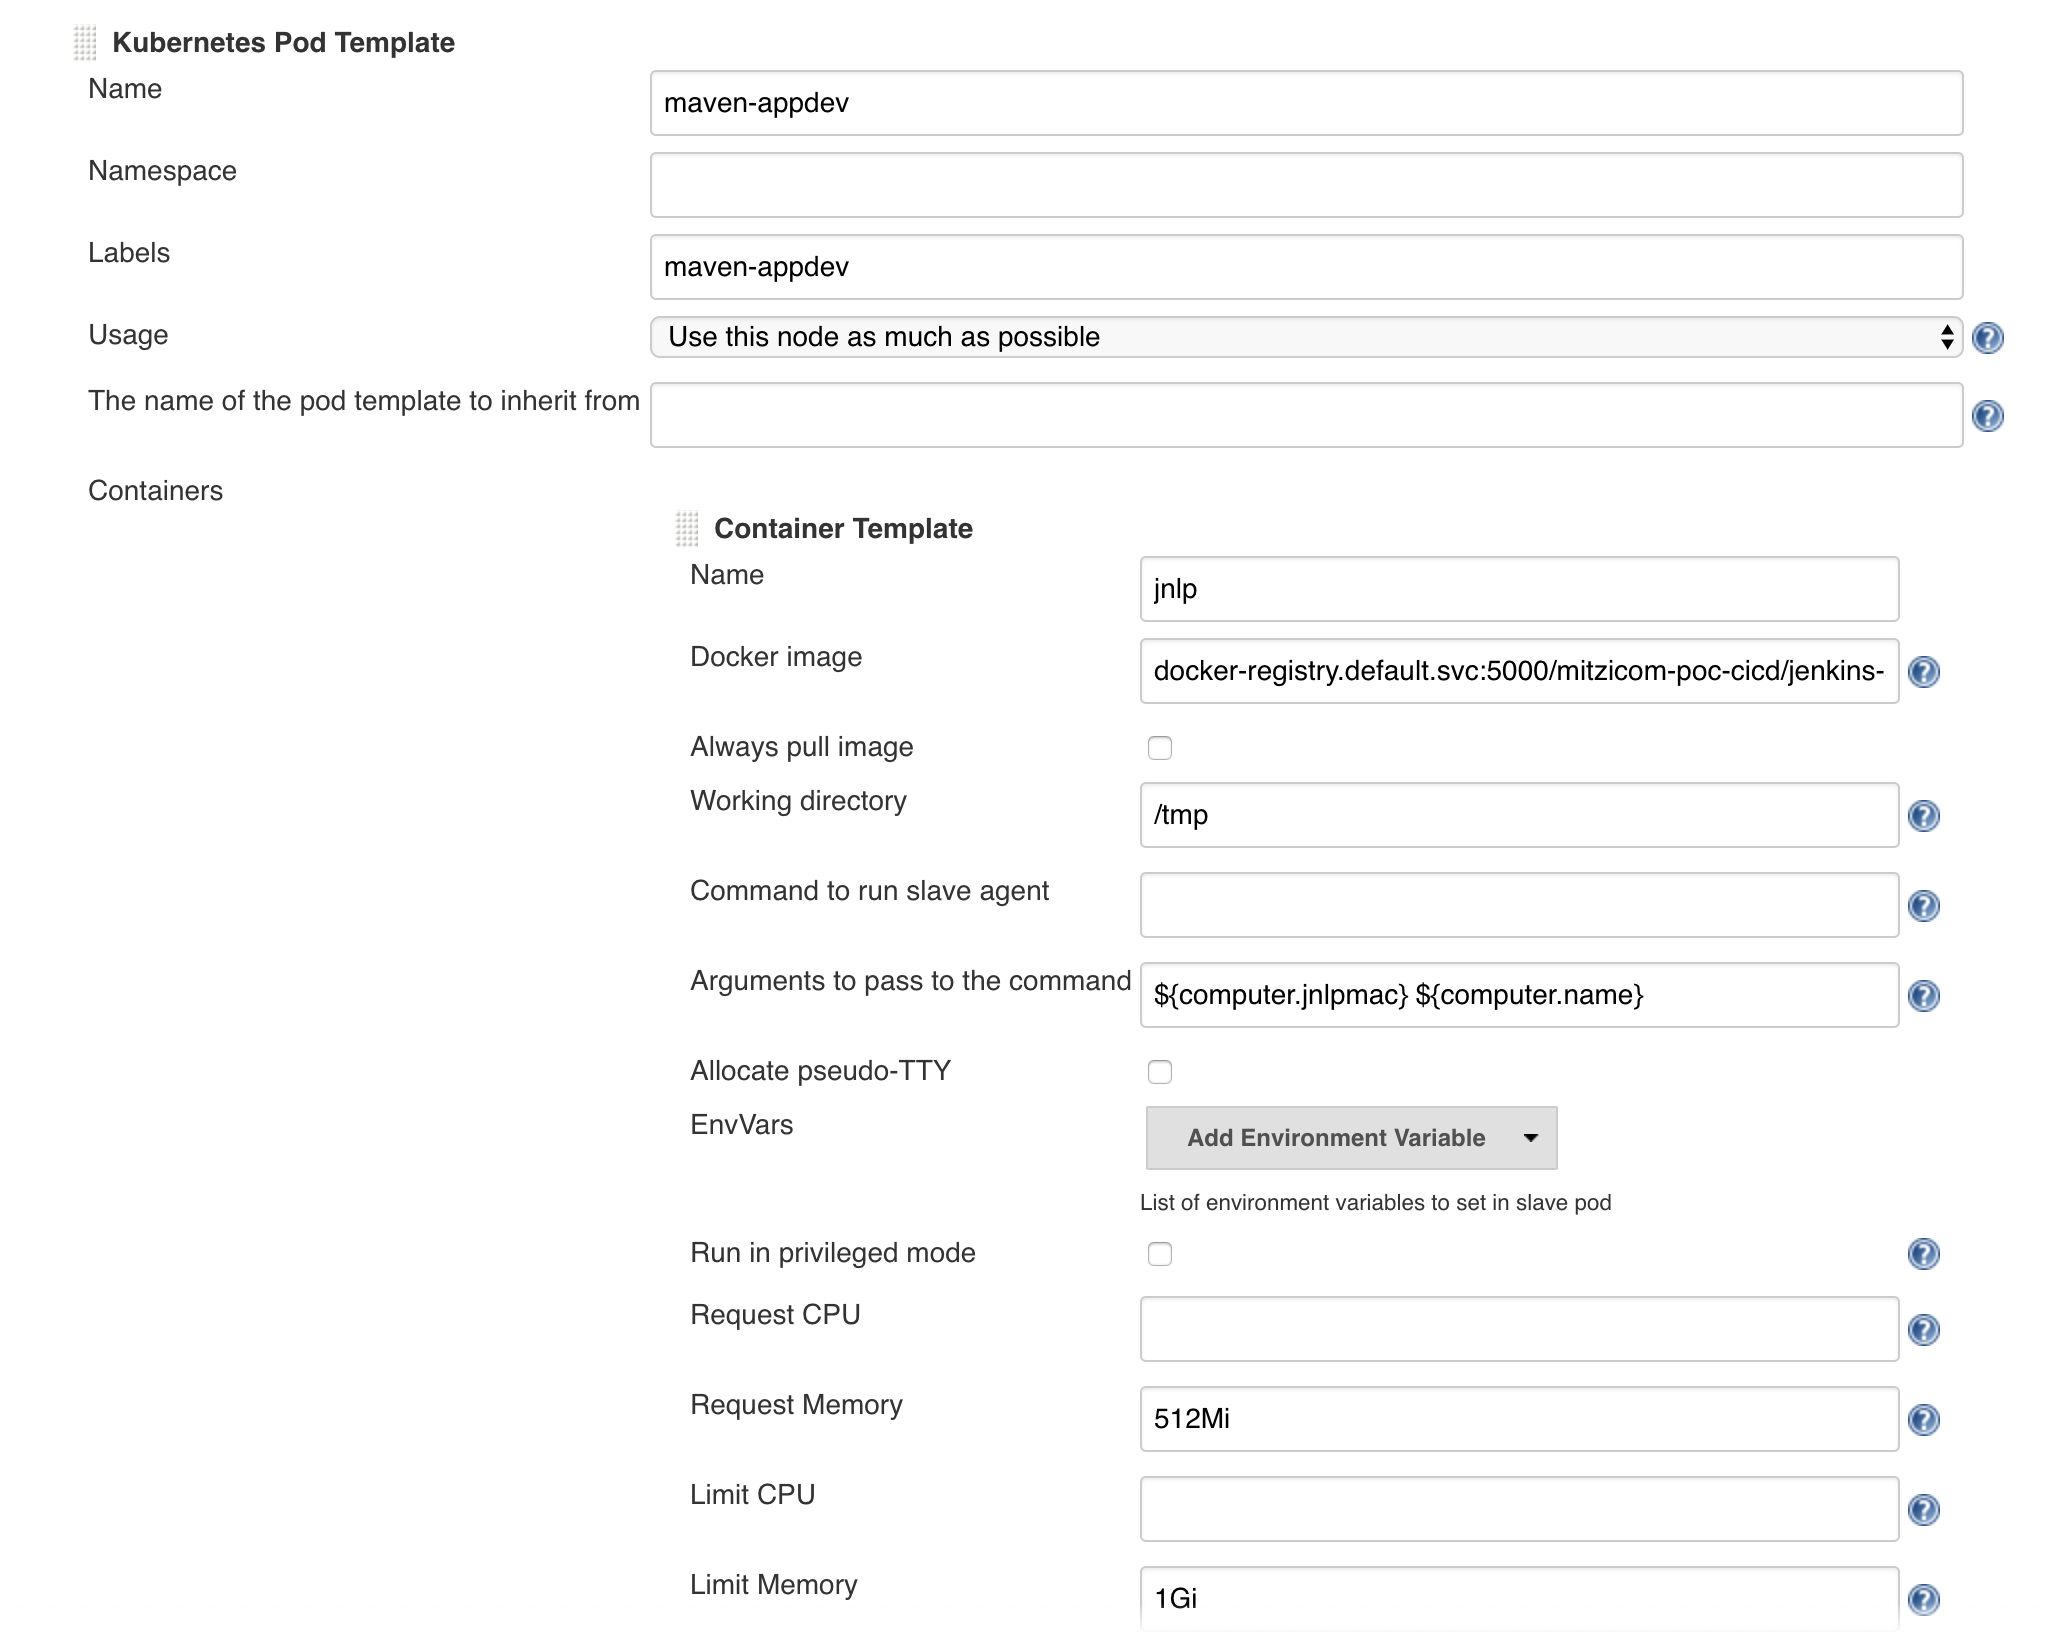 Kubernetes Pod Template
Name
maven-appdev
Namespace
Labels
maven-appdev
Usage
Use this node as much as possible
The name of the pod template to inherit from
Containers
Container Template
Name
jnlp
Docker image
docker-registry.default.svc:5000/mitzicom-poc-cicd/jenkins-
Always pull image
Working directory
/tmp
Command to run slave agent
Arguments to pass to the command
${computer.jnlpmac} ${computer.name}
Allocate pseudo-TTY
EnvVars
Add Environment Variable
List of environment variables to set in slave pod
Run in privileged mode
Request CPU
Request Memory
512Mi
Limit CPU
Limit Memory
1Gi